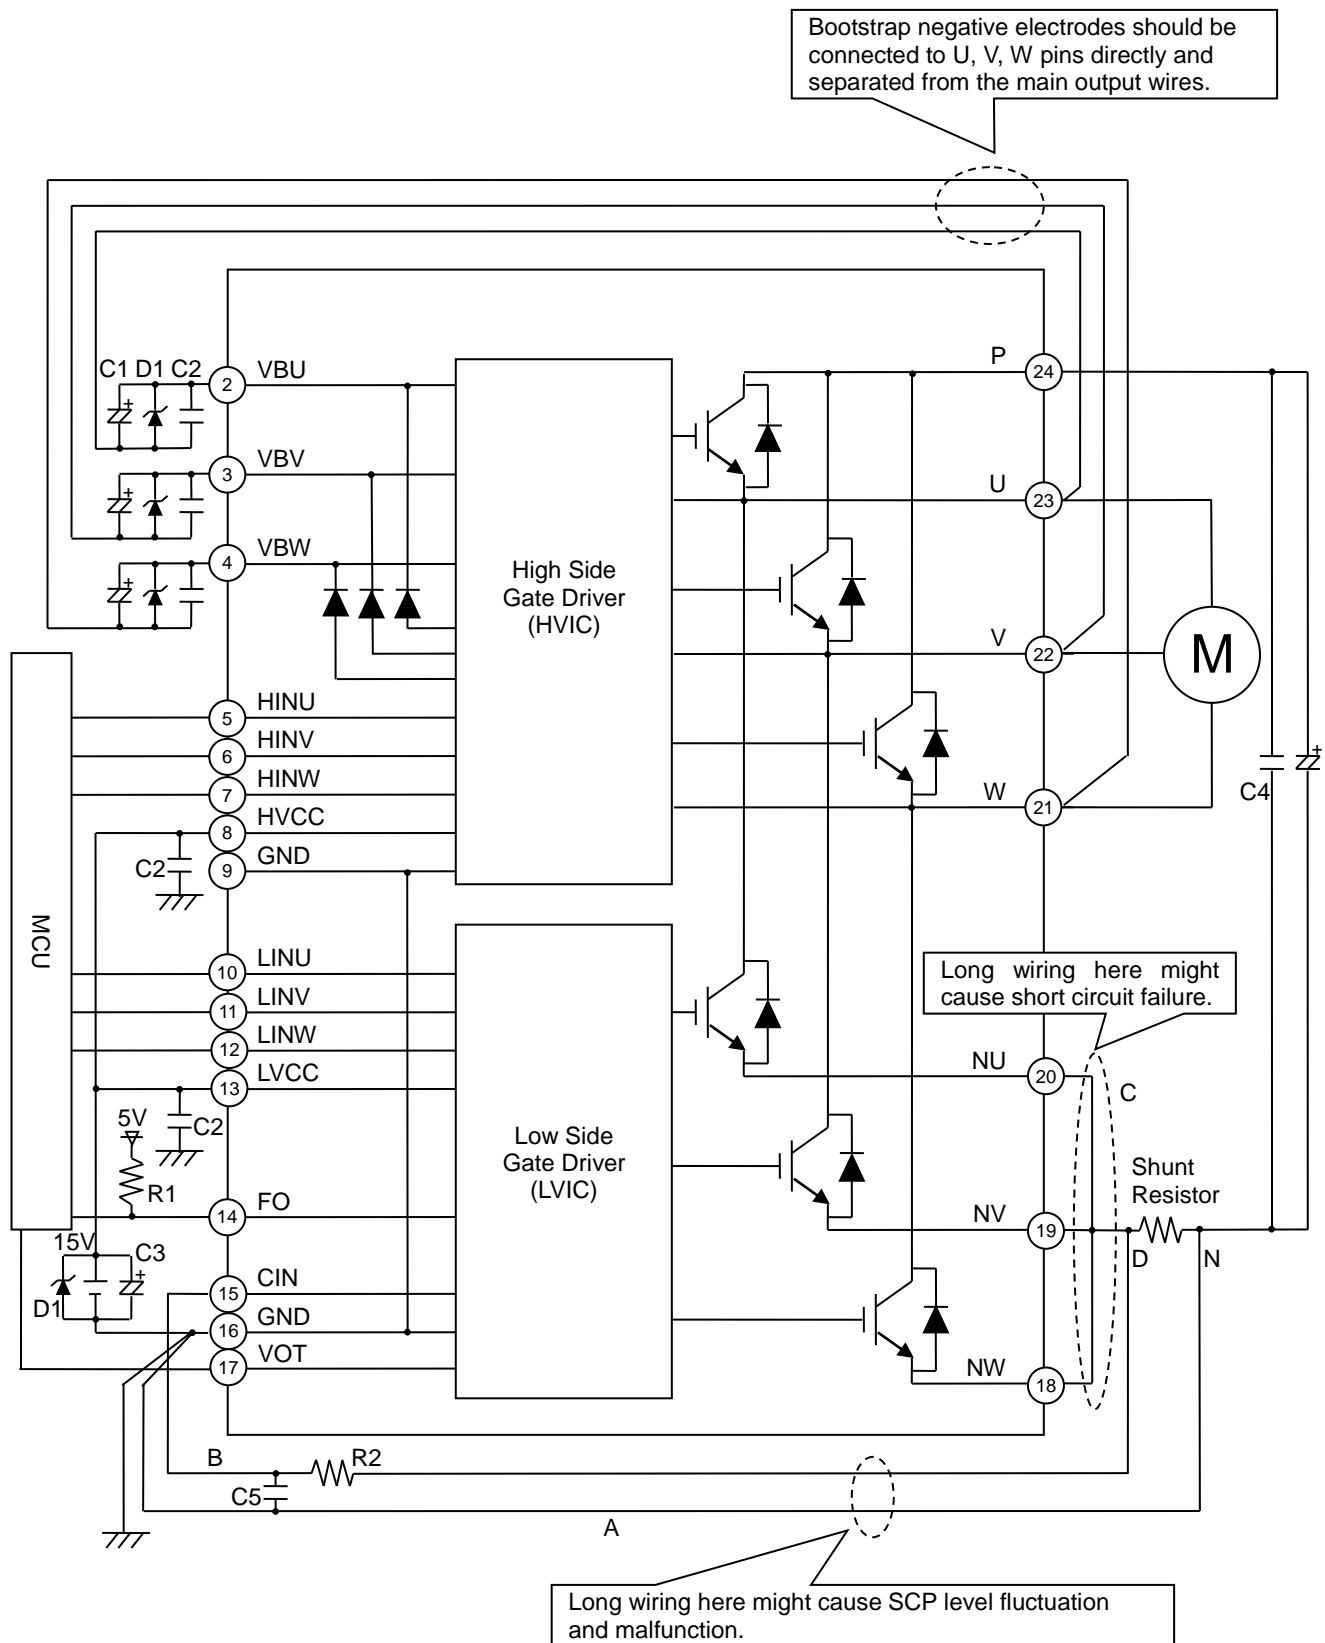 Bootstrap negative electrodes should be
connected to U, V, W pins directly and
separated from the main output wires.
C1 D1 C2
2 VBU
P 24
3 VBV
U 23
4 VBW
High Side
Gate Driver
(HVIC)
V 22
M
5 HINU
6 HINV
7 HINW
W 21
C4
8 HVCC
C2
9 GND
MCU
10 LINU
Long wiring here might
cause short circuit failure.
11 LINV
12 LINW
13 LVCC
NU 20
C
5V
C2
Low Side
Gate Driver
(LVIC)
R1
Shunt
Resistor
14 FO
NV 19
D
N
15V
C3
D1
15 CIN
16 GND
17 VOT
NW 18
B
R2
C5
A
Long wiring here might cause SCP level fluctuation
and malfunction.
+
+
+
+
+